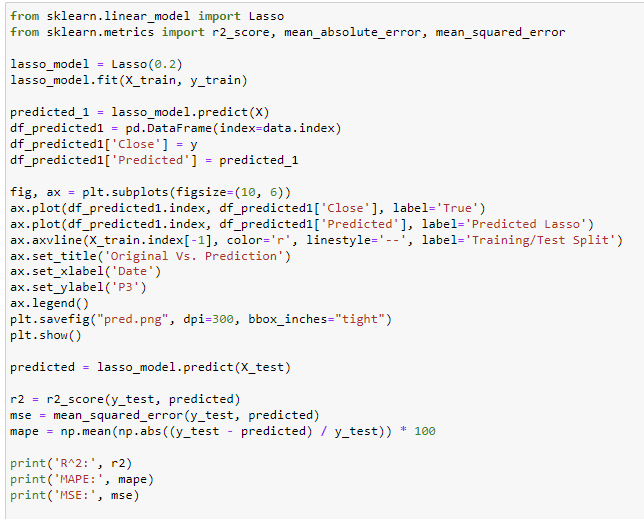 from sklearn.linear_model import Lasso
from sklearn.metrics import r2_score, mean_absolute_error, mean_squared_error
lasso_model = Lasso(0.2)
lasso_model.fit(X_train, y_train)
predicted_1 = lasso_model.predict(X)
df_predicted1 = pd.DataFrame(index=data.index)
df_predicted1['Close'] = y
df_predicted1['Predicted'] = predicted_1
fig, ax = plt.subplots(figsize=(10, 6))
ax.plot(df_predicted1.index, df_predicted1['Close'], label='True')
ax.plot(df_predicted1.index, df_predicted1['Predicted'], label='Predicted Lasso')
ax.axvline(X_train.index[-1], color='r', linestyle='--', label='Training/Test Split')
ax.set_title('Original Vs. Prediction')
ax.set_xlabel('Date')
ax.set_ylabel('P3')
ax.legend()
plt.savefig("pred.png", dpi=300, bbox_inches="tight")
plt.show()
predicted = lasso_model.predict(X_test)
r2 = r2_score(y_test, predicted)
mse = mean_squared_error(y_test, predicted)
mape = np.mean(np.abs((y_test - predicted) / y_test)) * 100
print('R^2:', r2)
print('MAPE:', mape)
print('MSE:', mse)